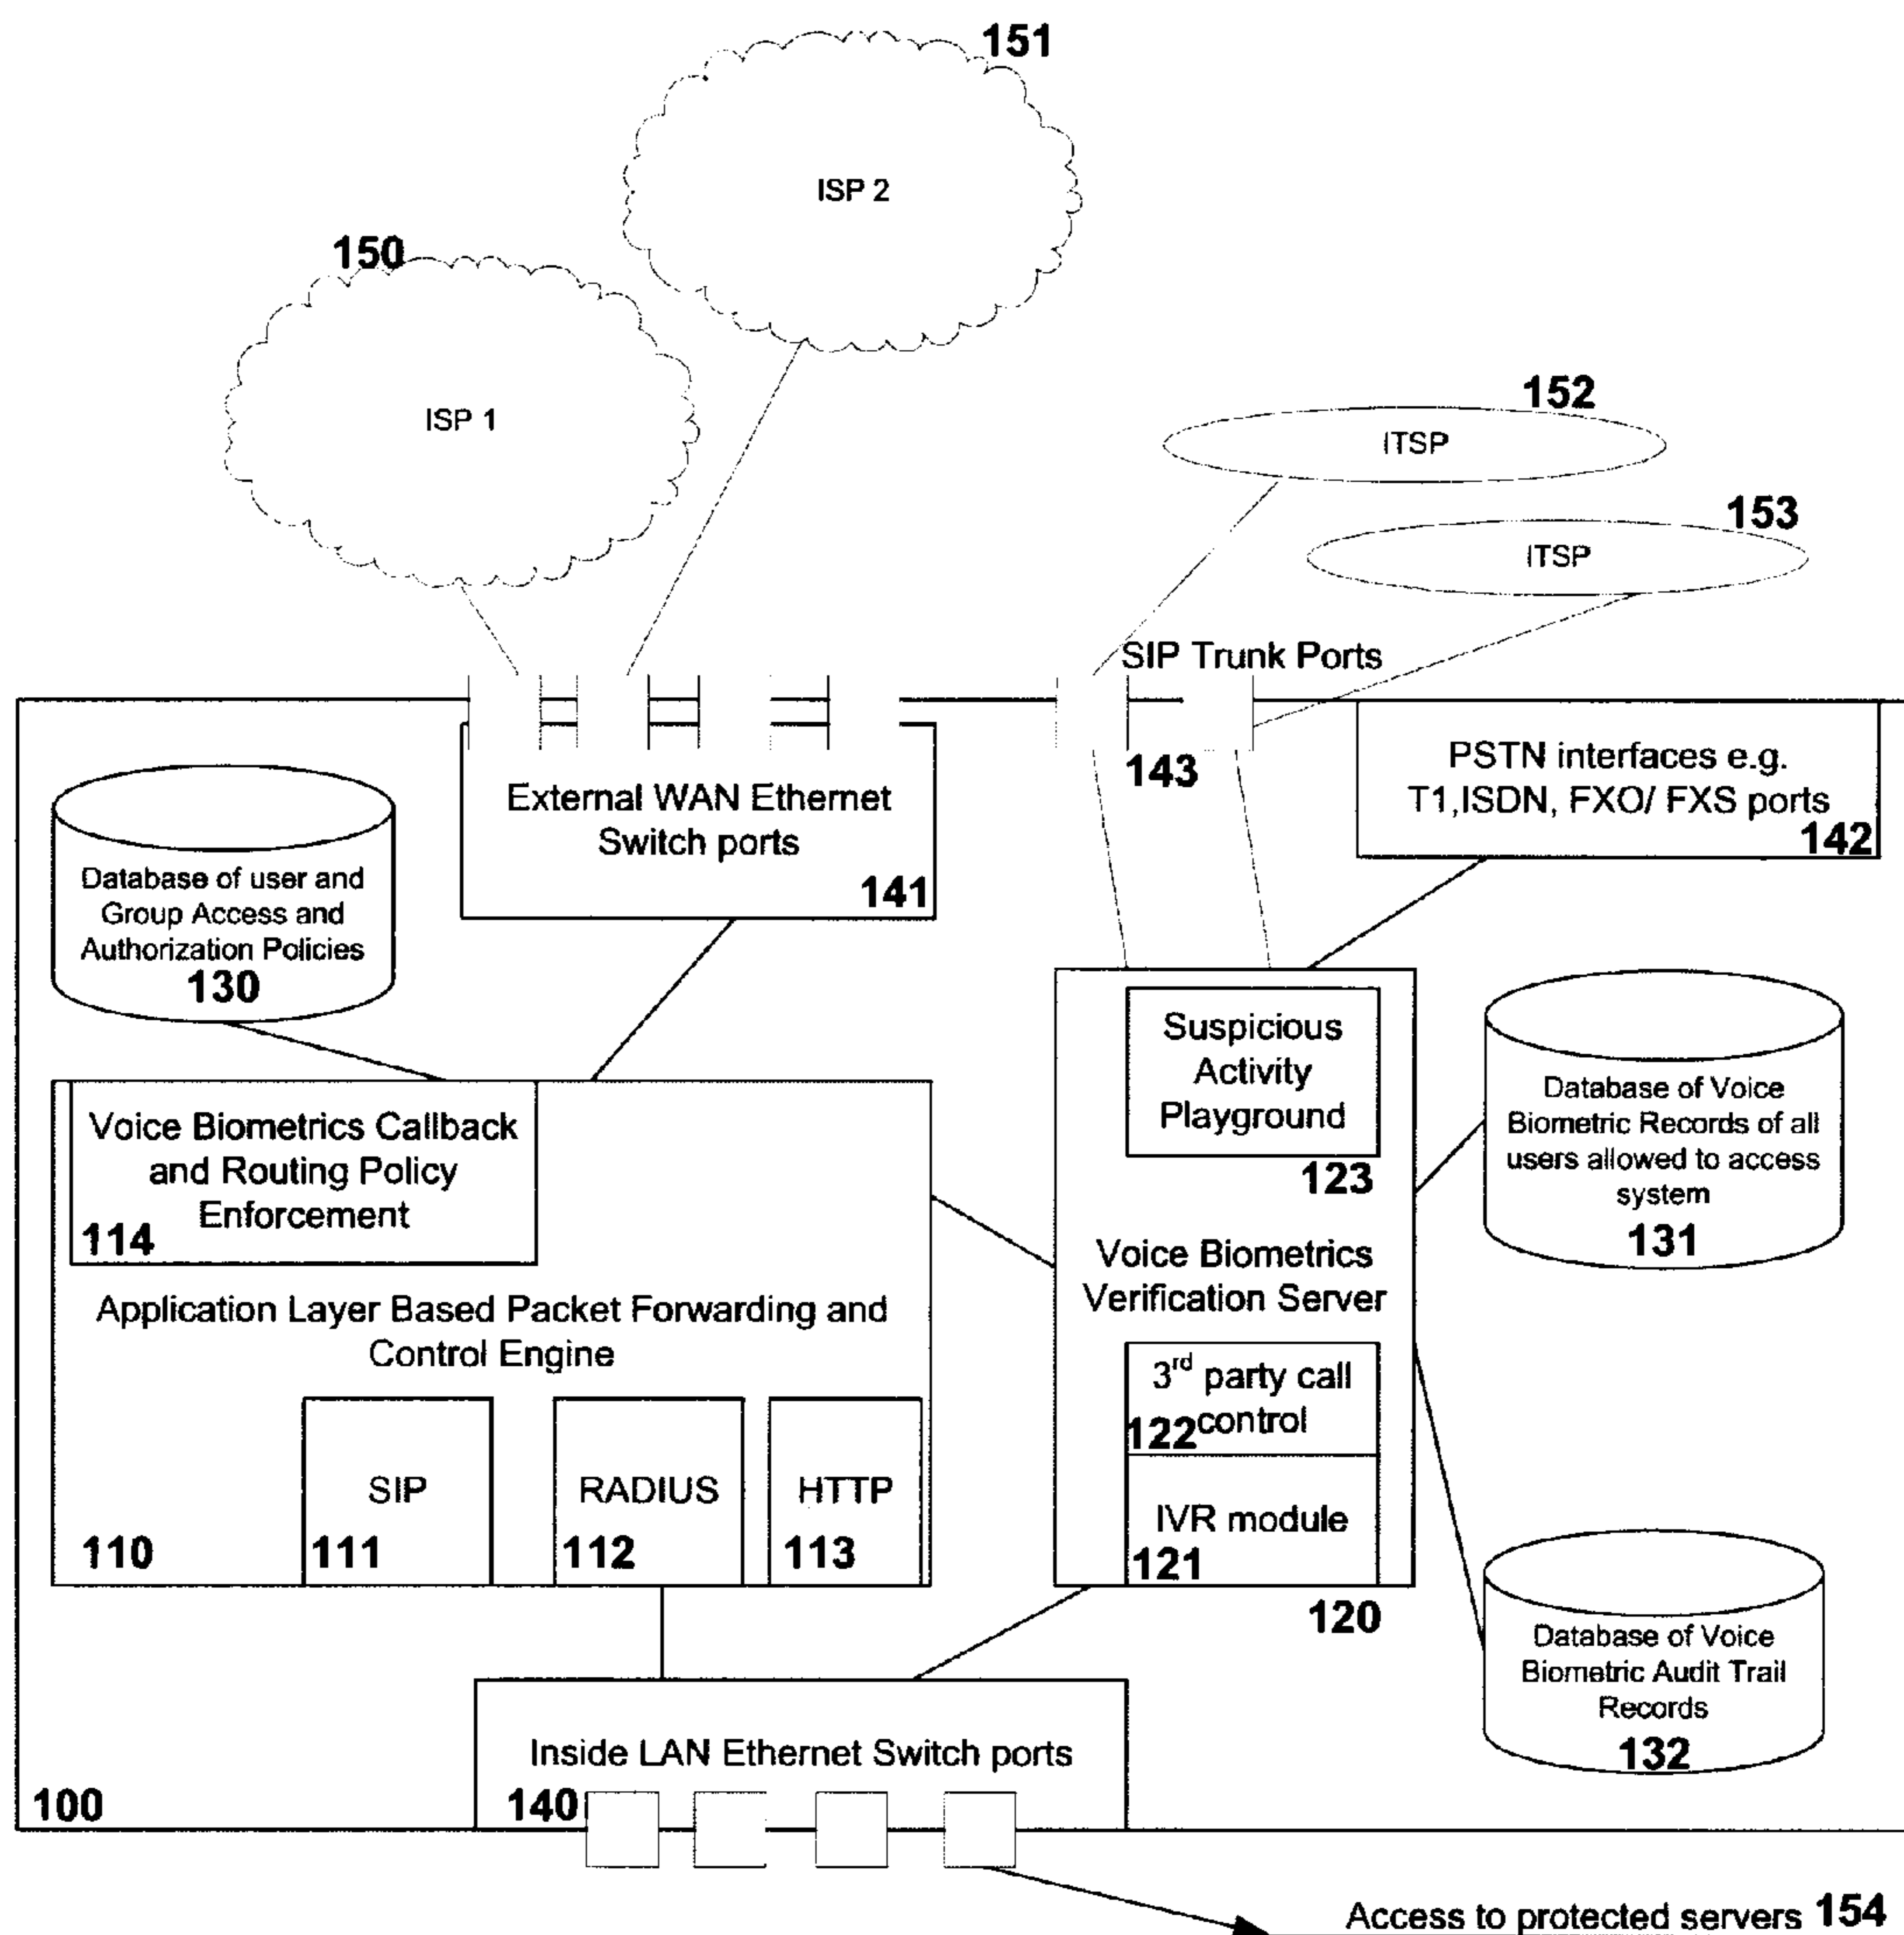 151
ISP 2
150
ISP 1
152
ITSP
153
ITSP
SIP Trunk Ports
143
External WAN Ethernet
Switch ports
141
PSTN interfaces e.g.
T1,ISDN, FXO/ FXS ports
142
Database of user and
Group Access and
Authorization Policies
130
Suspicious
Activity
Playground
123
Voice Biometrics
Verification Server
3rd party call
control
122
IVR module
121
120
Database of Voice
Biometric Records of all
users allowed to access
system
131
Voice Biometrics Callback
and Routing Policy
Enforcement
114
Application Layer Based Packet Forwarding and
Control Engine
SIP
RADIUS
HTTP
110
111
112
113
Database of Voice
Biometric Audit Trail
Records
132
Inside LAN Ethernet Switch ports
140
100
Access to protected servers 154